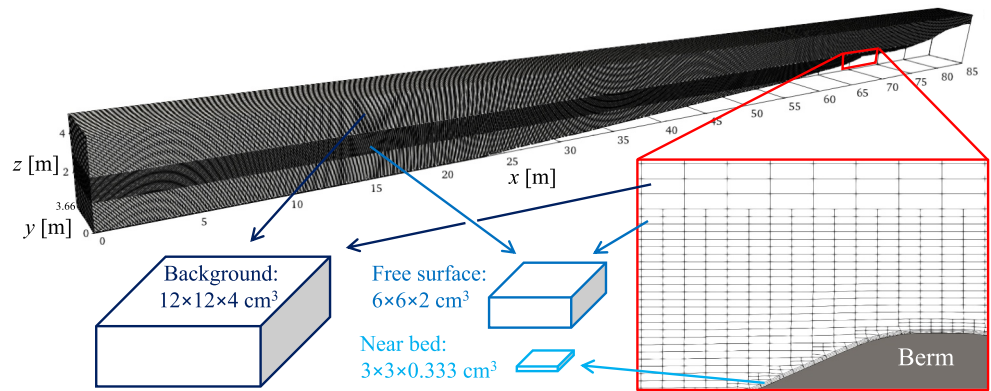 4
z [m]
2
3.66
y [m]
0
0
5
10
15
20
25
30
35
40
45
50
55
60
65
70
75
80
85
x [m]
Background:
12×12×4 cm³
Free surface:
6×6×2 cm³
Near bed:
3×3×0.333 cm³
Berm